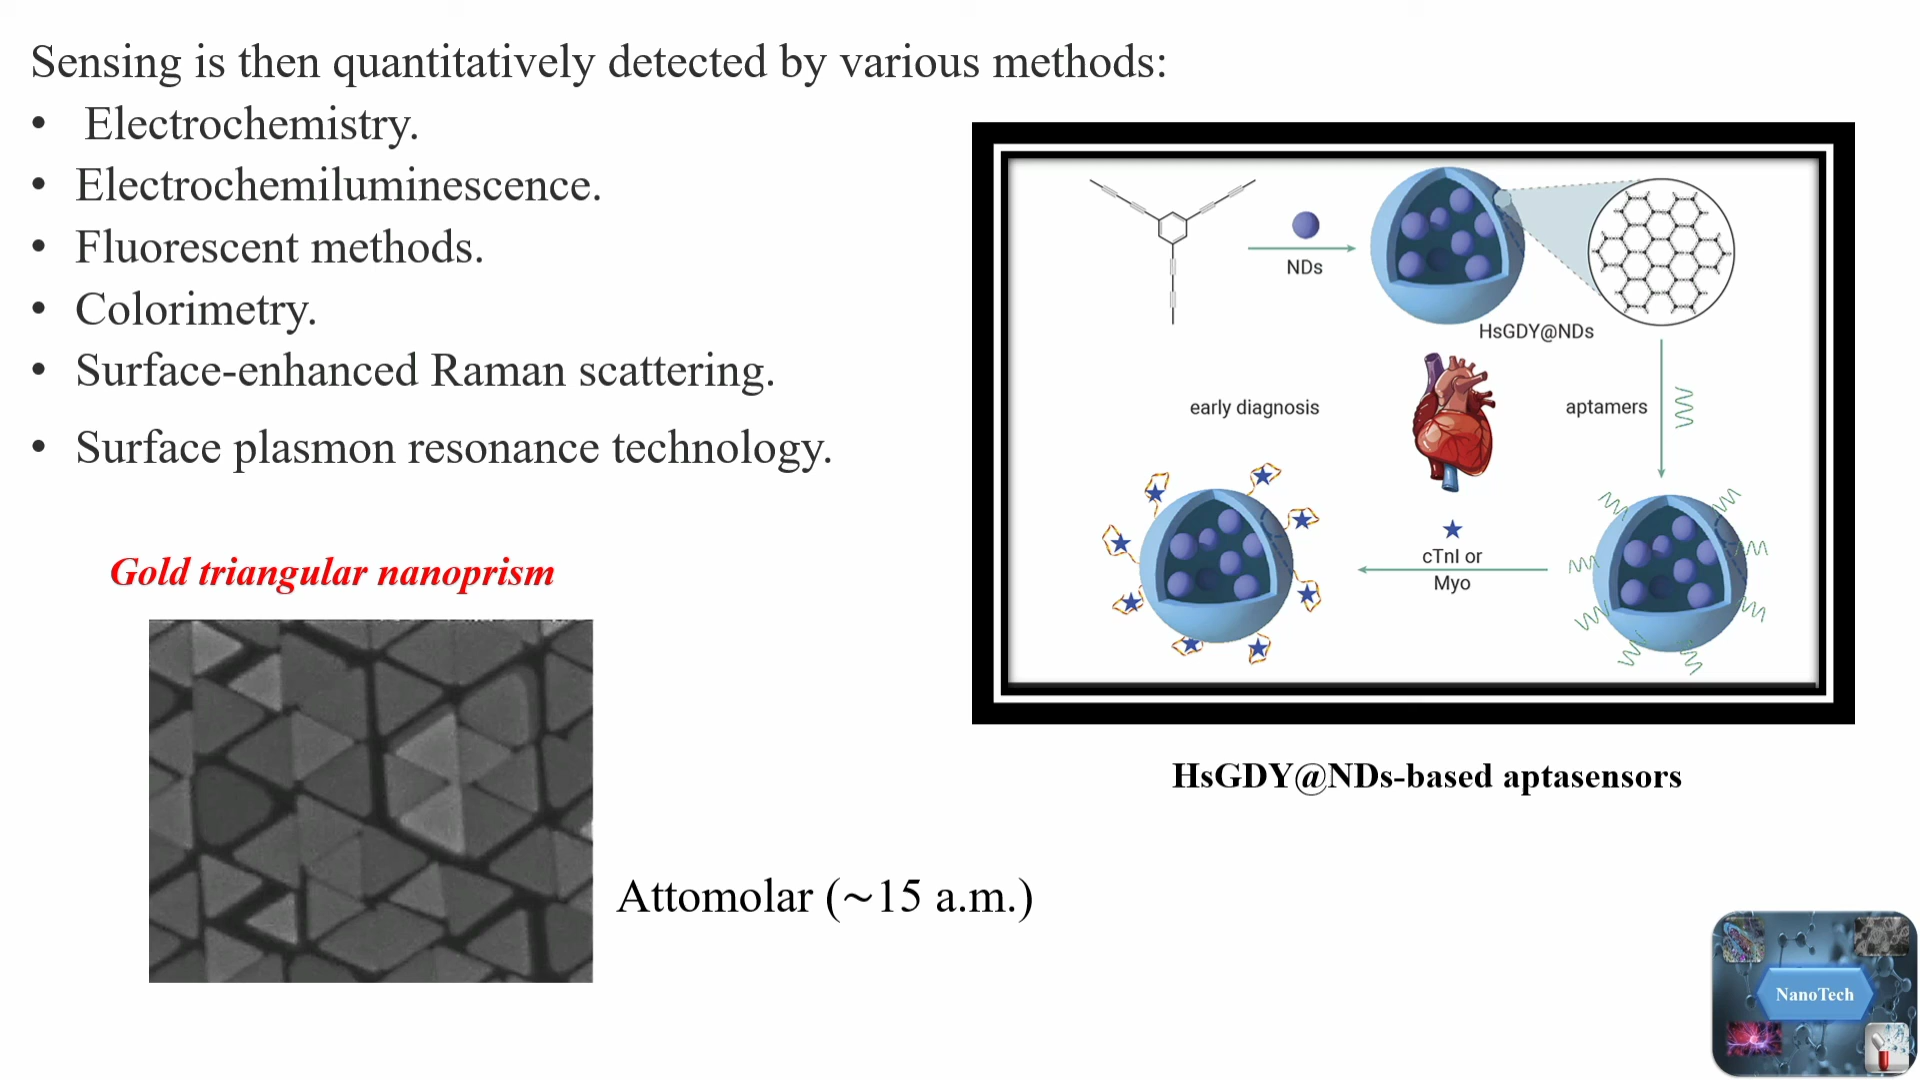 Sensing is then quantitatively detected by various methods:
• Electrochemistry.
• Electrochemiluminescence.
• Fluorescent methods.
• Colorimetry.
• Surface-enhanced Raman scattering.
• Surface plasmon resonance technology.
Gold triangular nanoprism
Attomolar (~15 a.m.)
NDs
HsGDY@NDs
early diagnosis
aptamers
cTnI or
Myo
HsGDY@NDs-based aptasensors
NanoTech